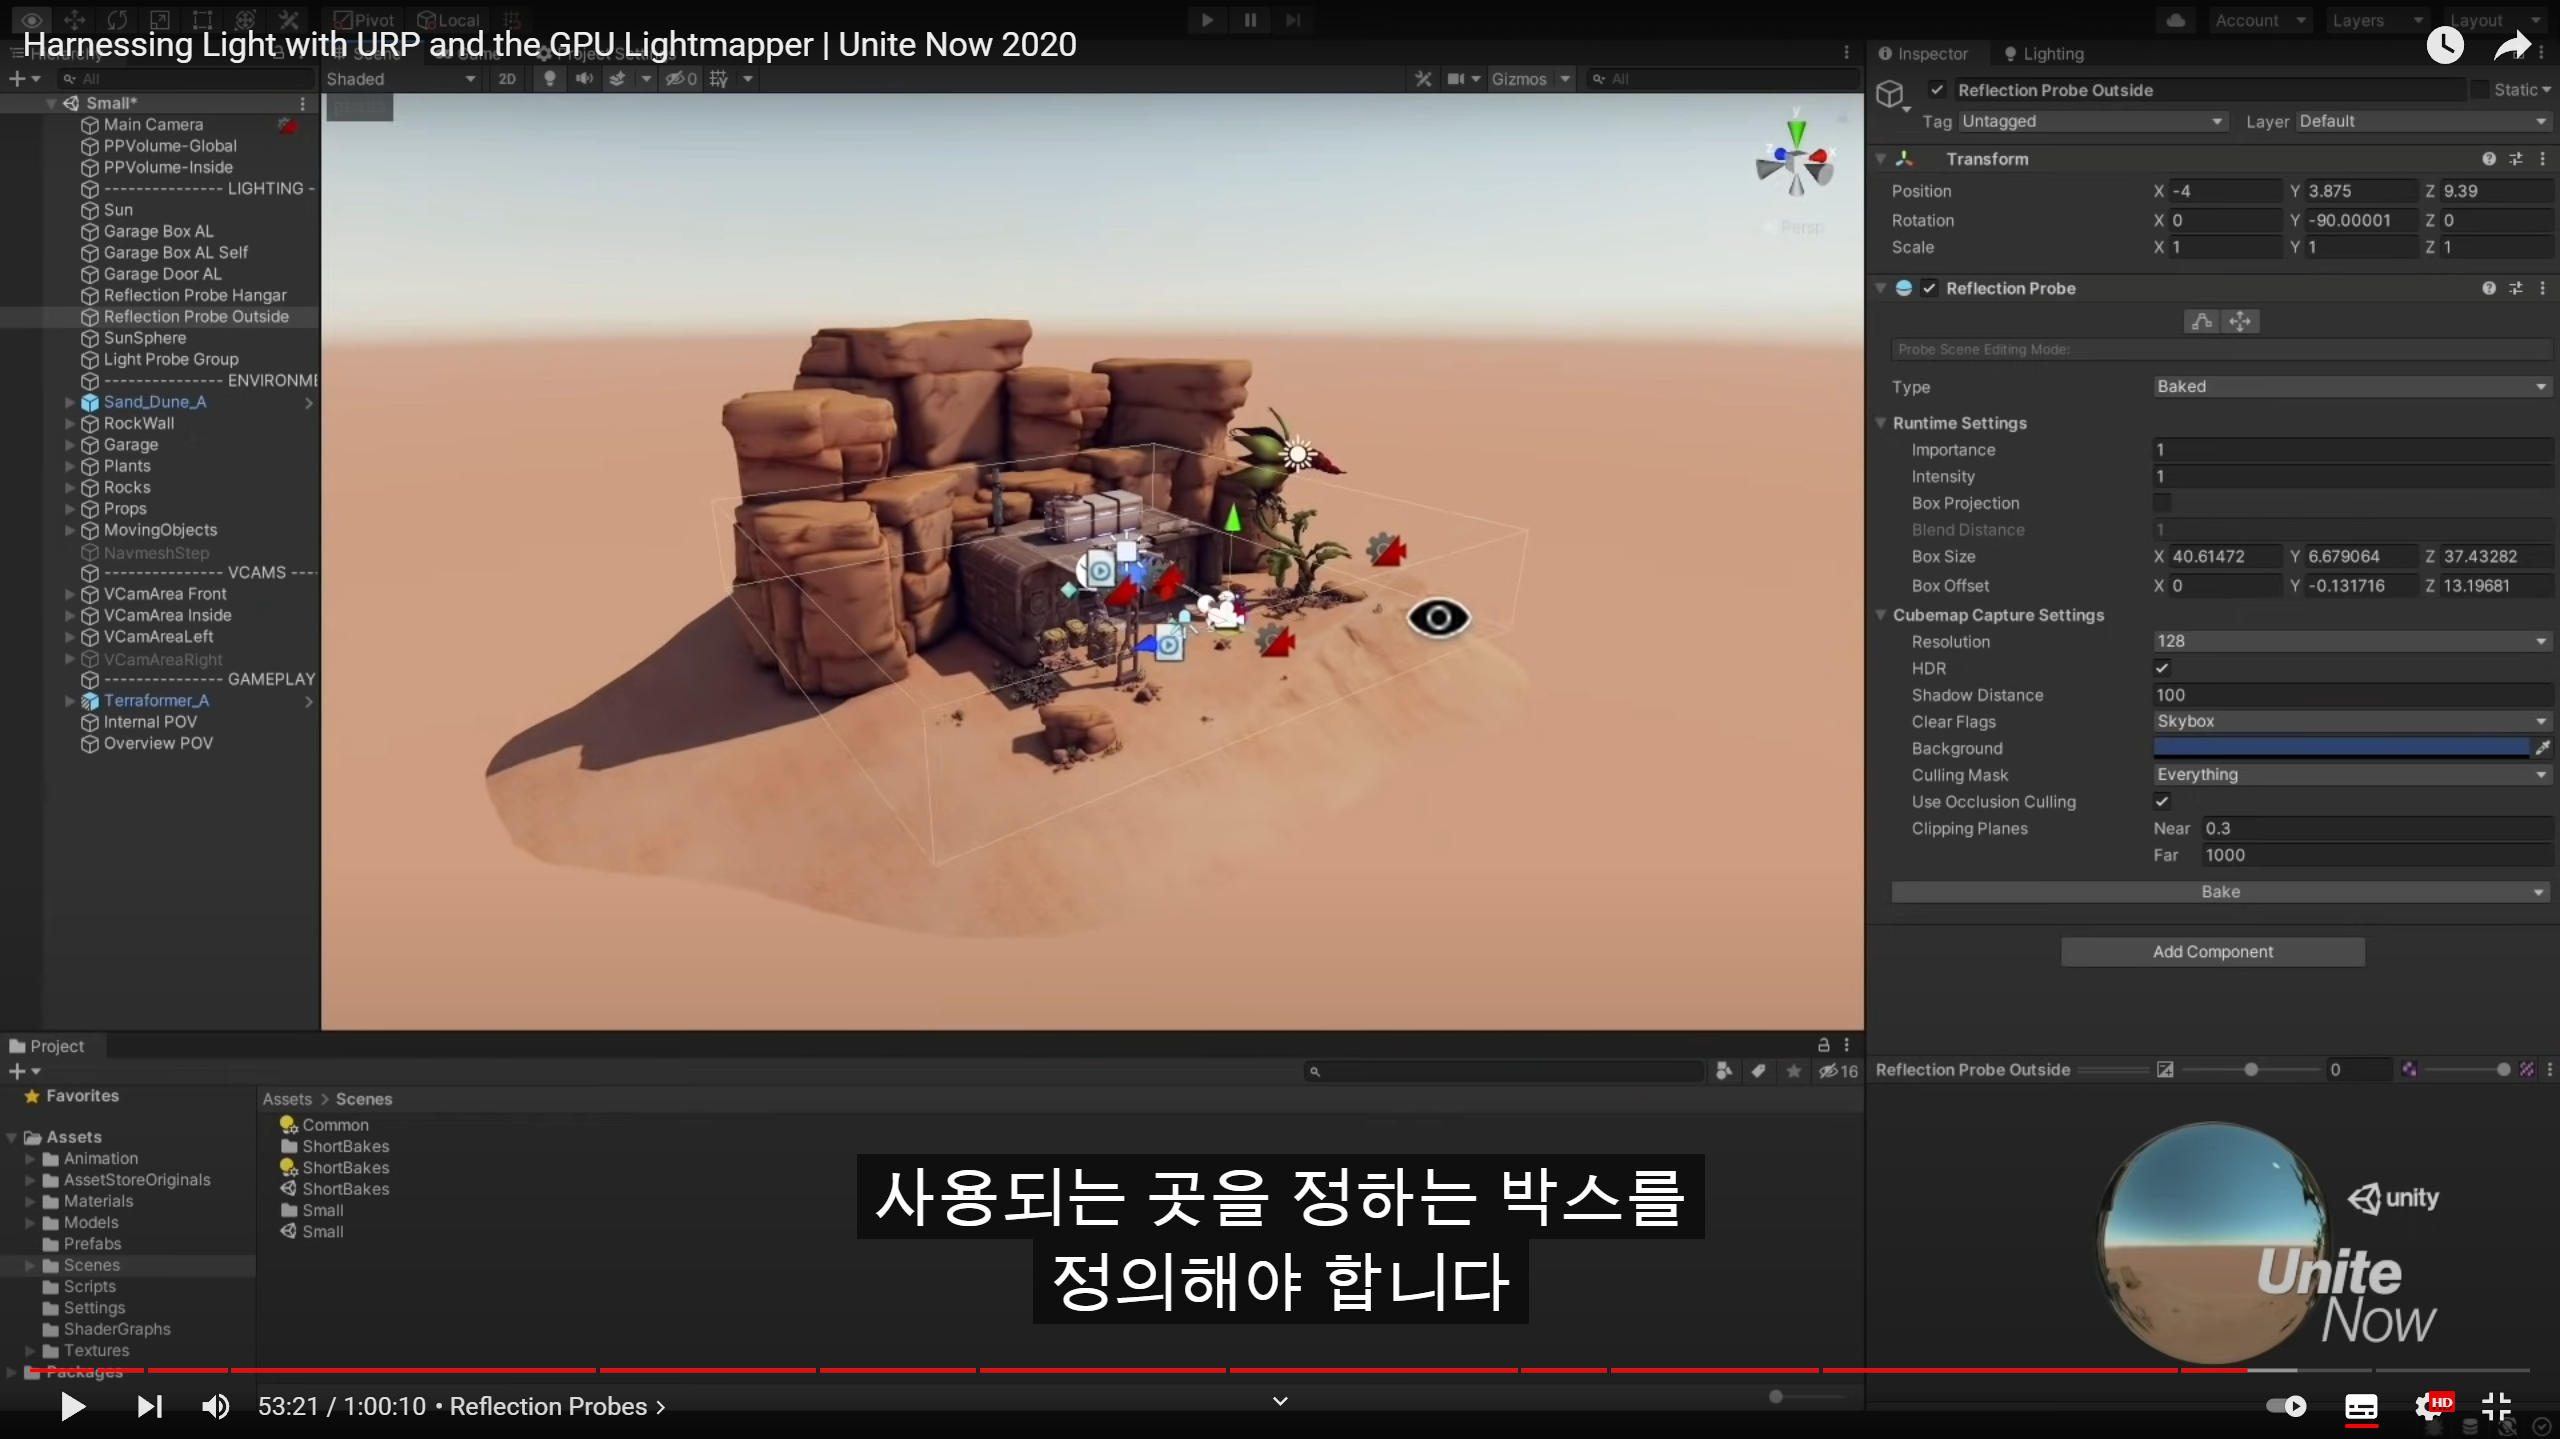 Pivot
Local
Account
Layers
Layout
Harnessing Light with URP and the GPU Lightmapper | Unite Now 2020
Inspector
Lighting
All
Shaded
2D
0
Gizmos
All
Reflection Probe Outside
Static
Tag Untagged Layer Default
Small*
Main Camera
PPVolume-Global
PPVolume-Inside
--------------- LIGHTING -
Sun
Garage Box AL
Garage Box AL Self
Garage Door AL
Reflection Probe Hangar
Reflection Probe Outside
SunSphere
Light Probe Group
--------------- ENVIRONME
Sand_Dune_A
RockWall
Garage
Plants
Rocks
Props
MovingObjects
NavmeshStep
--------------- VCAMS ----
VCamArea Front
VCamArea Inside
VCamAreaLeft
VCamAreaRight
--------------- GAMEPLAY
Terraformer_A
Internal POV
Overview POV
y
z
x
Persp
Transform
Position X -4 Y 3.875 Z 9.39
Rotation X 0 Y -90.00001 Z 0
Scale X 1 Y 1 Z 1
Reflection Probe
Probe Scene Editing Mode:
Type Baked
Runtime Settings
Importance 1
Intensity 1
Box Projection
Blend Distance 1
Box Size X 40.61472 Y 6.679064 Z 37.43282
Box Offset X 0 Y -0.131716 Z 13.19681
Cubemap Capture Settings
Resolution 128
HDR
Shadow Distance 100
Clear Flags Skybox
Background
Culling Mask Everything
Use Occlusion Culling
Clipping Planes Near 0.3
Far 1000
Bake
Add Component
Project
16
Favorites
Assets
Animation
AssetStoreOriginals
Materials
Models
Prefabs
Scenes
Scripts
Settings
ShaderGraphs
Textures
Packages
Assets > Scenes
Common
ShortBakes
ShortBakes
ShortBakes
Small
Small
Reflection Probe Outside 0
unity
Unite
Now
사용되는 곳을 정하는 박스를
정의해야 합니다
53:21 / 1:00:10 • Reflection Probes >
HD